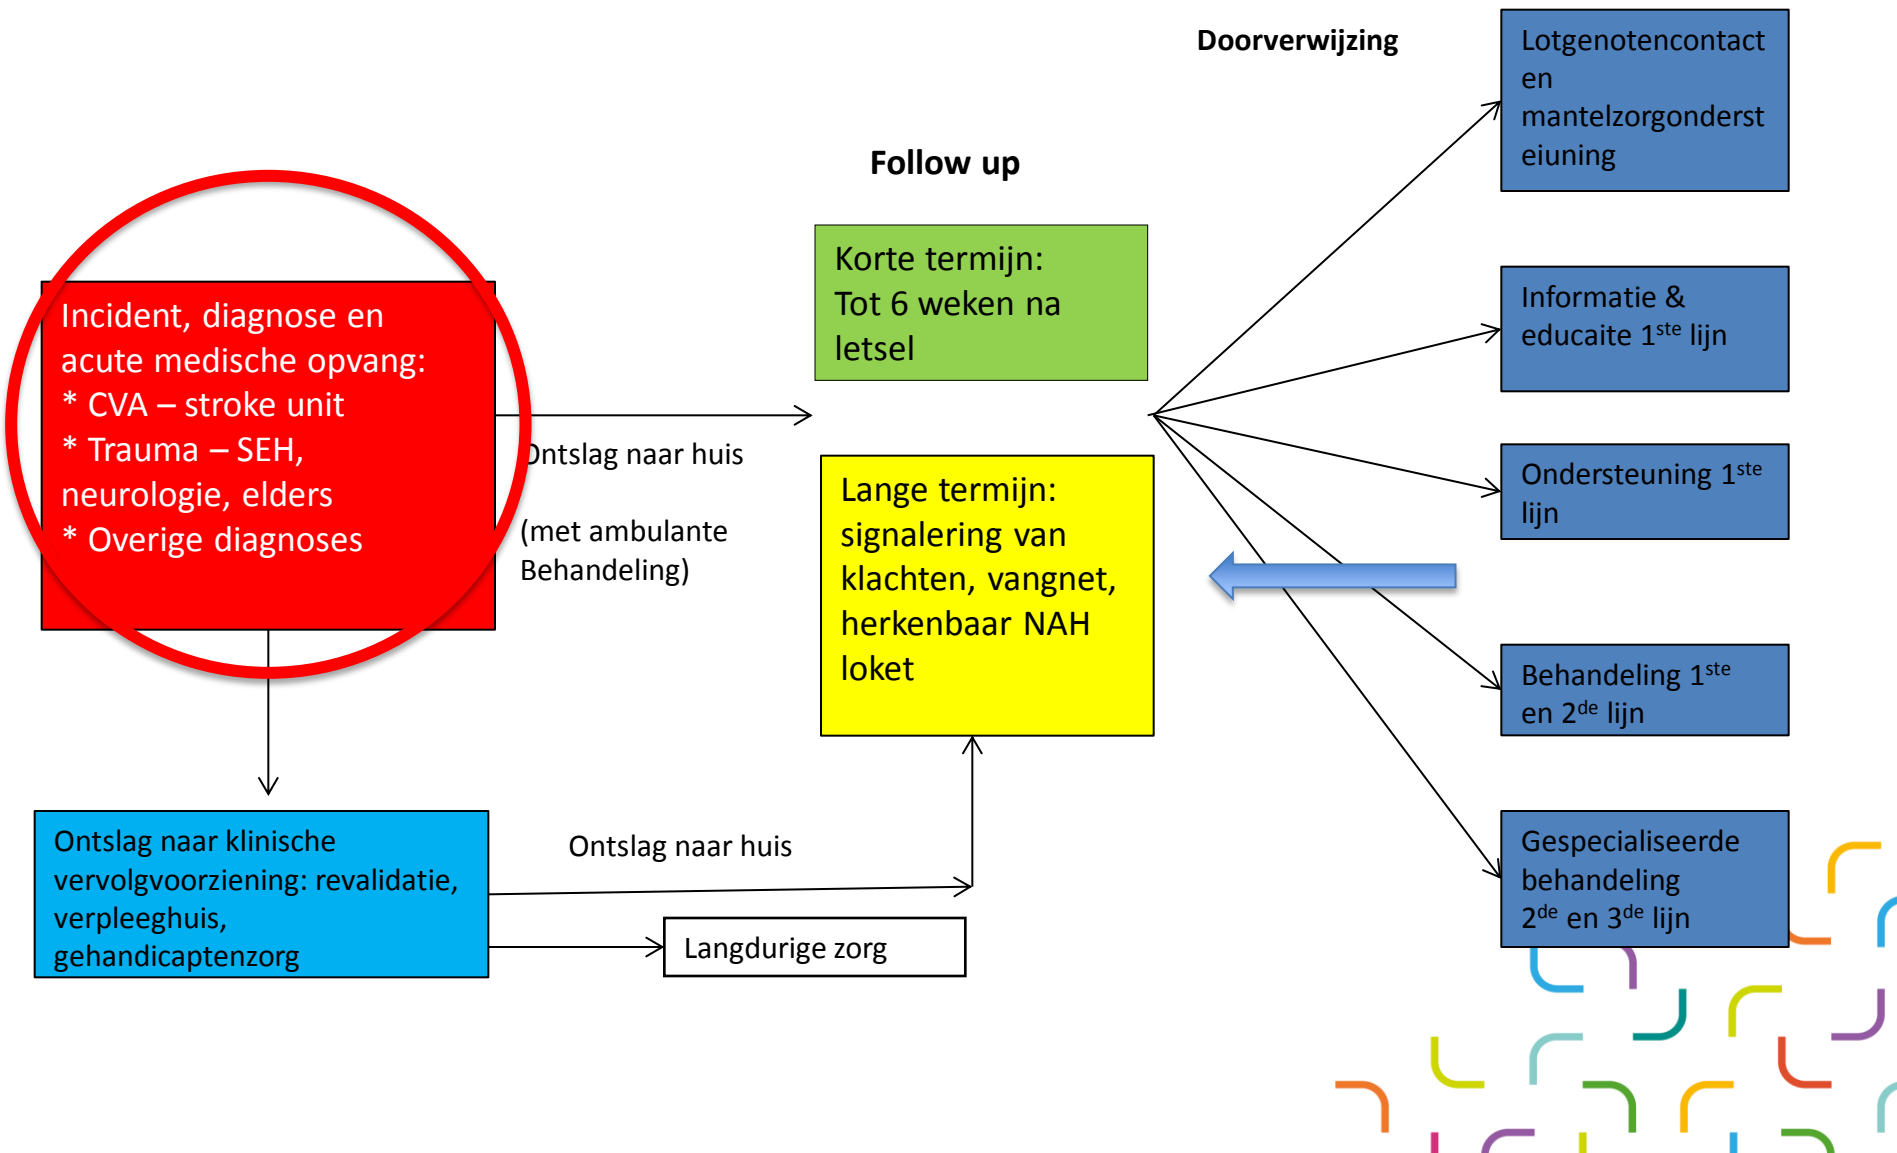 Doorverwijzing
Follow up
Incident, diagnose en
acute medische opvang:
* CVA – stroke unit
* Trauma – SEH,
neurologie, elders
* Overige diagnoses
Ontslag naar huis
(met ambulante
Behandeling)
Korte termijn:
Tot 6 weken na
letsel
Lange termijn:
signalering van
klachten, vangnet,
herkenbaar NAH
loket
Lotgenotencontact
en
mantelzorgonderst
eiuning
Informatie &
educaite 1ste lijn
Ondersteuning 1ste
lijn
Behandeling 1ste
en 2de lijn
Gespecialiseerde
behandeling
2de en 3de lijn
Ontslag naar klinische
vervolgvoorziening: revalidatie,
verpleeghuis,
gehandicaptenzorg
Ontslag naar huis
Langdurige zorg